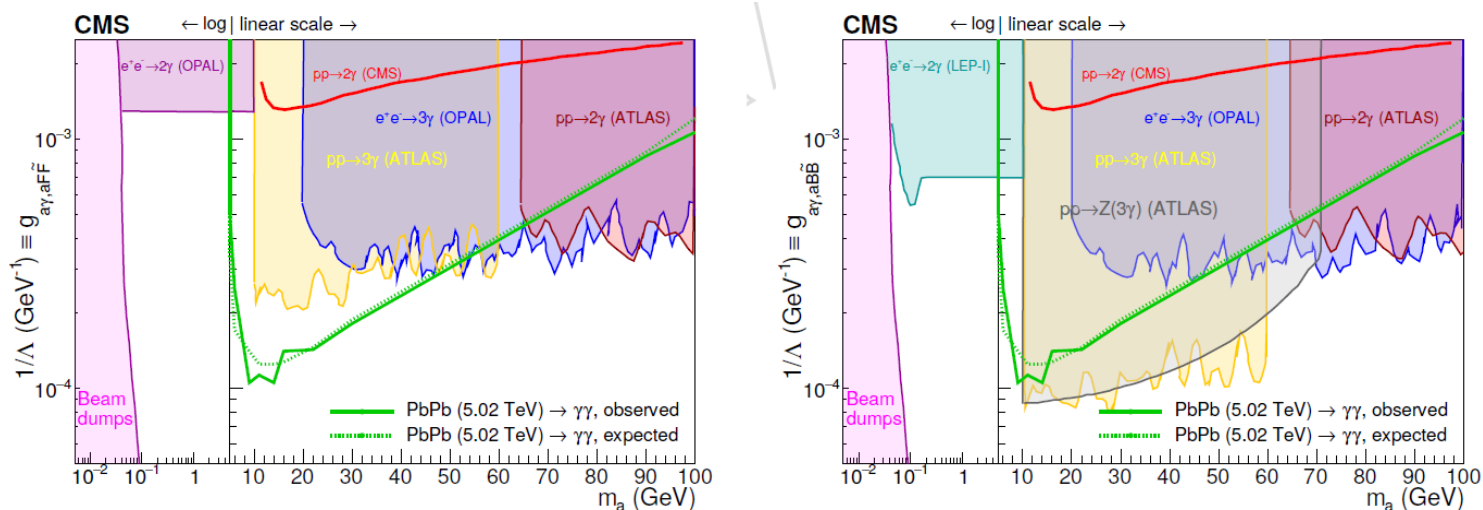 CMS
← log | linear scale →
e⁺e⁻→2γ (OPAL)
pp→2γ (CMS)
e⁺e⁻→3γ (OPAL)
pp→2γ (ATLAS)
pp→3γ (ATLAS)
10⁻³
10⁻⁴
1/Λ (GeV⁻¹) ≡ g_{aγ,aFF̃}
Beam
dumps
PbPb (5.02 TeV) → γγ, observed
PbPb (5.02 TeV) → γγ, expected
10⁻² 10⁻¹ 1 10 20 30 40 50 60 70 80 90 100
mₐ (GeV)
CMS
← log | linear scale →
e⁺e⁻→2γ (LEP-I)
pp→2γ (CMS)
e⁺e⁻→3γ (OPAL)
pp→2γ (ATLAS)
pp→3γ (ATLAS)
pp→Z(3γ) (ATLAS)
10⁻³
10⁻⁴
1/Λ (GeV⁻¹) ≡ g_{aγ,aBB̃}
Beam
dumps
PbPb (5.02 TeV) → γγ, observed
PbPb (5.02 TeV) → γγ, expected
10⁻² 10⁻¹ 1 10 20 30 40 50 60 70 80 90 100
mₐ (GeV)